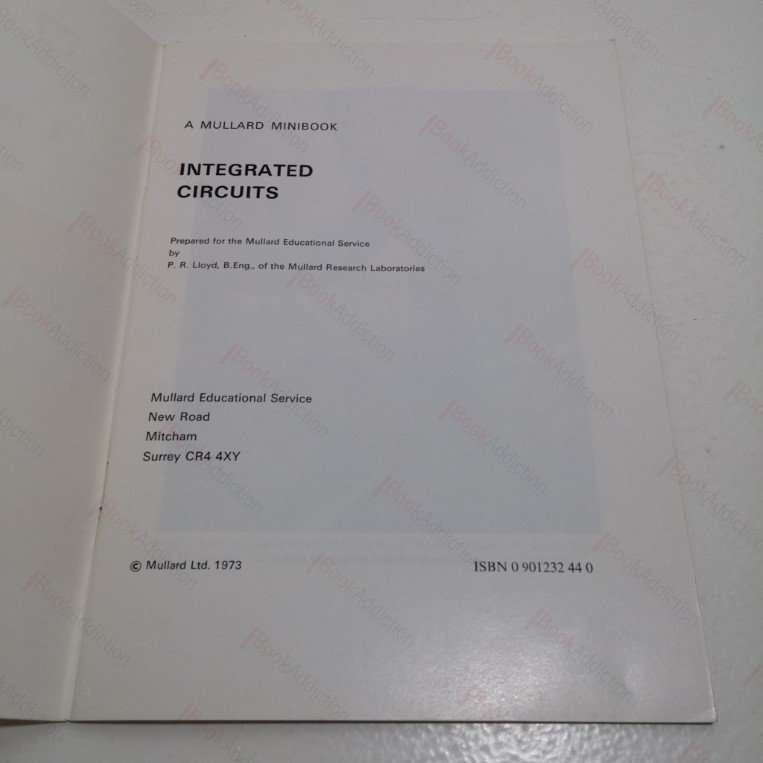 A MULLARD MINIBOOK
INTEGRATED
CIRCUITS
Prepared for the Mullard Educational Service
by
P. R. Lloyd, B.Eng., of the Mullard Research Laboratories
Mullard Educational Service
New Road
Mitcham
Surrey CR4 4XY
© Mullard Ltd. 1973
ISBN 0 901232 44 0
BookAddiction